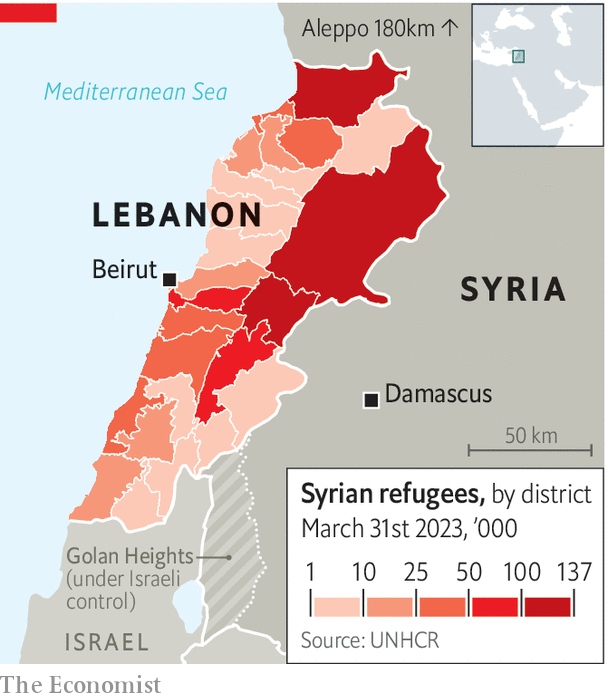 Aleppo 180km ↑
Mediterranean Sea
LEBANON
Beirut
SYRIA
Damascus
50 km
Syrian refugees, by district
March 31st 2023, ’000
1 10 25 50 100 137
Source: UNHCR
Golan Heights
(under Israeli
control)
ISRAEL
The Economist